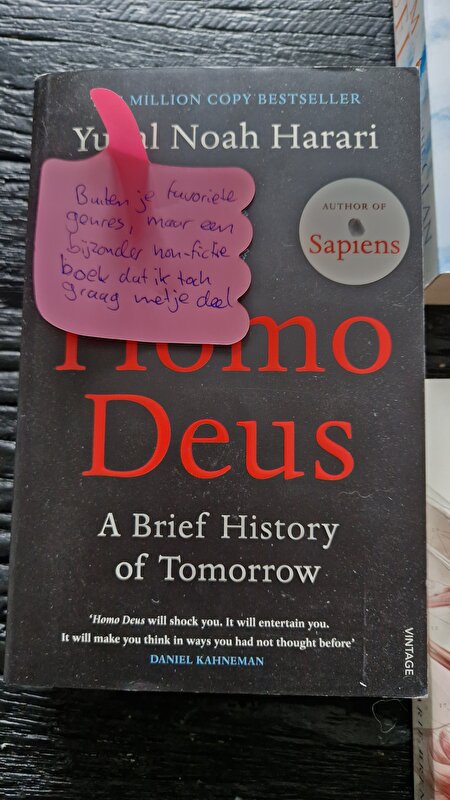 MILLION COPY BESTSELLER
Yuval Noah Harari
Buiten je favoriete
genres, maar een
bijzonder non-fictie
boek dat ik toch
graag met je deel
AUTHOR OF
Sapiens
Homo
Deus
A Brief History
of Tomorrow
'Homo Deus will shock you. It will entertain you.
It will make you think in ways you had not thought before'
DANIEL KAHNEMAN
VINTAGE